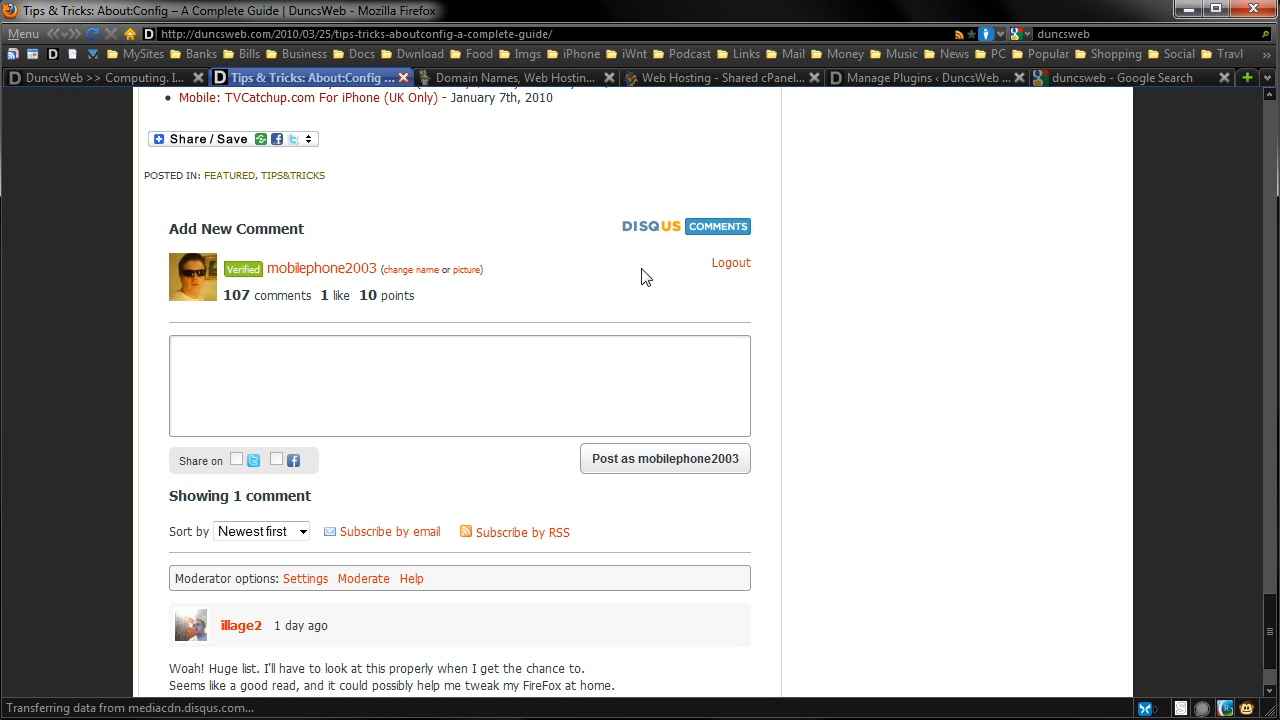 Tips & Tricks: About:Config – A Complete Guide | DuncsWeb - Mozilla Firefox
Menu http://duncsweb.com/2010/03/25/tips-tricks-aboutconfig-a-complete-guide/ duncsweb
MySites Banks Bills Business Docs Dwnload Food Imgs iPhone iWnt Podcast Links Mail Money Music News PC Popular Shopping Social Travl
DuncsWeb >> Computing. I... Tips & Tricks: About:Config ... Domain Names, Web Hostin... Web Hosting - Shared cPanel... Manage Plugins ‹ DuncsWeb ... duncsweb - Google Search
Mobile: TVCatchup.com For iPhone (UK Only) - January 7th, 2010
Share / Save
POSTED IN: FEATURED, TIPS&TRICKS
Add New Comment DISQUS COMMENTS
Verified mobilephone2003 (change name or picture) Logout
107 comments 1 like 10 points
Share on Post as mobilephone2003
Showing 1 comment
Sort by Newest first Subscribe by email Subscribe by RSS
Moderator options: Settings Moderate Help
illage2 1 day ago
Woah! Huge list. I'll have to look at this properly when I get the chance to.
Seems like a good read, and it could possibly help me tweak my FireFox at home.
Transferring data from mediacdn.disqus.com...